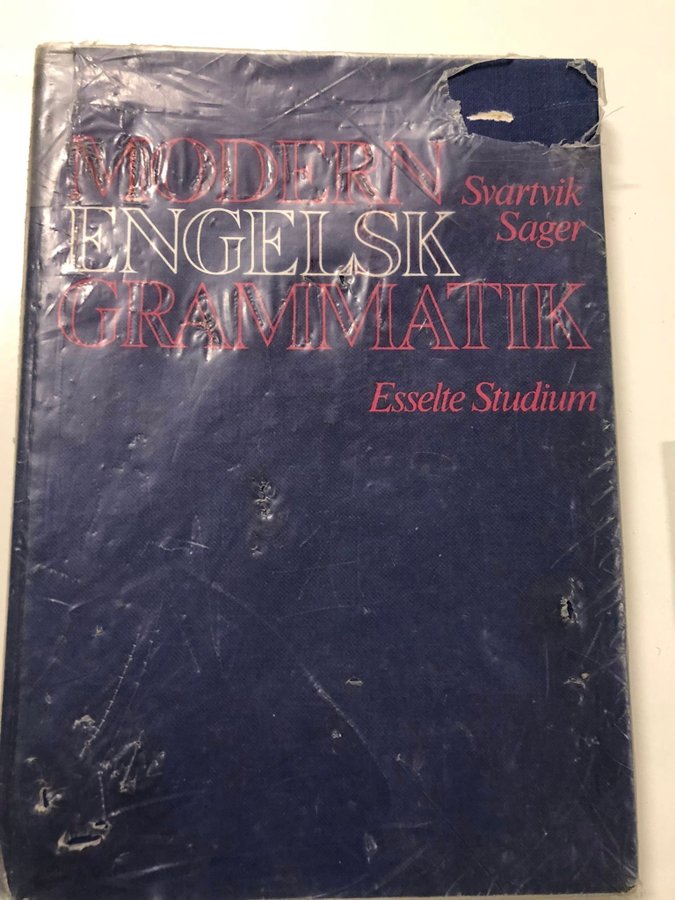 MODERN
Svartvik
ENGELSK
Sager
GRAMMATIK
Esselte Studium